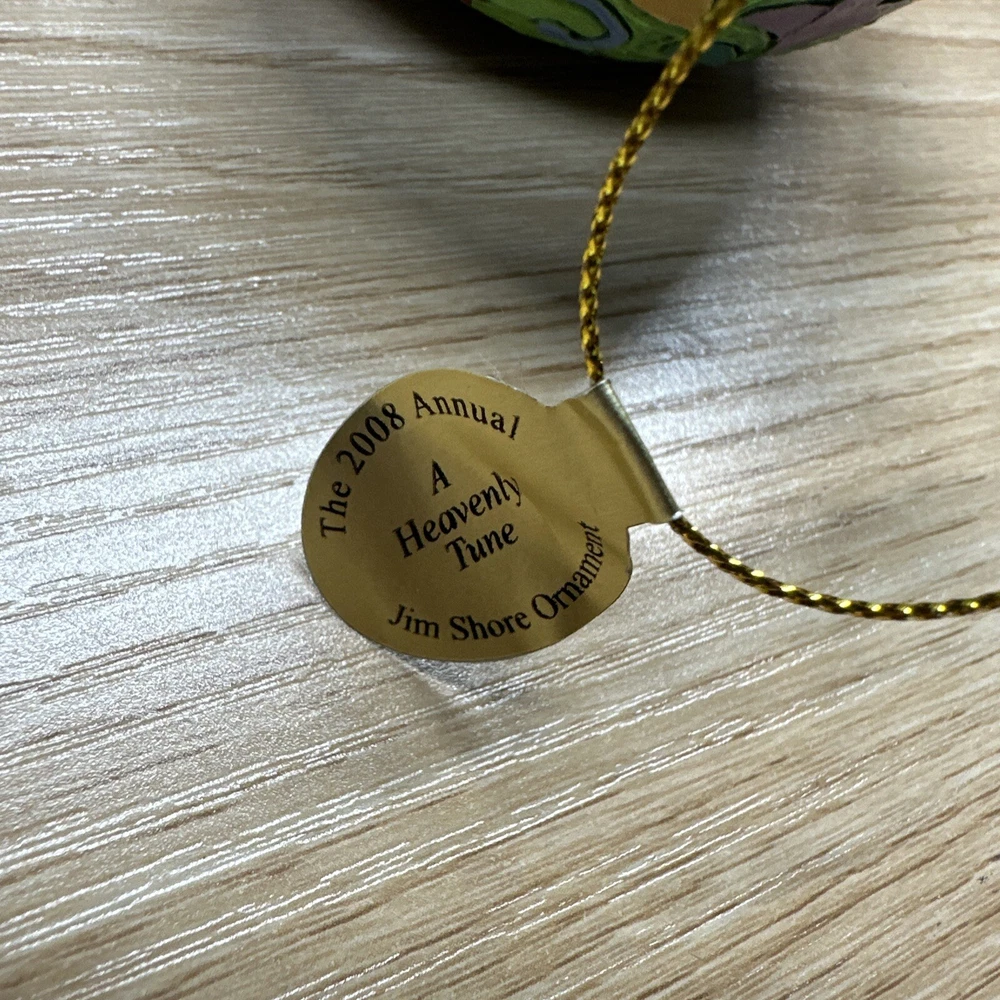 The 2008 Annual
A
Heavenly
Tune
Jim Shore Ornament